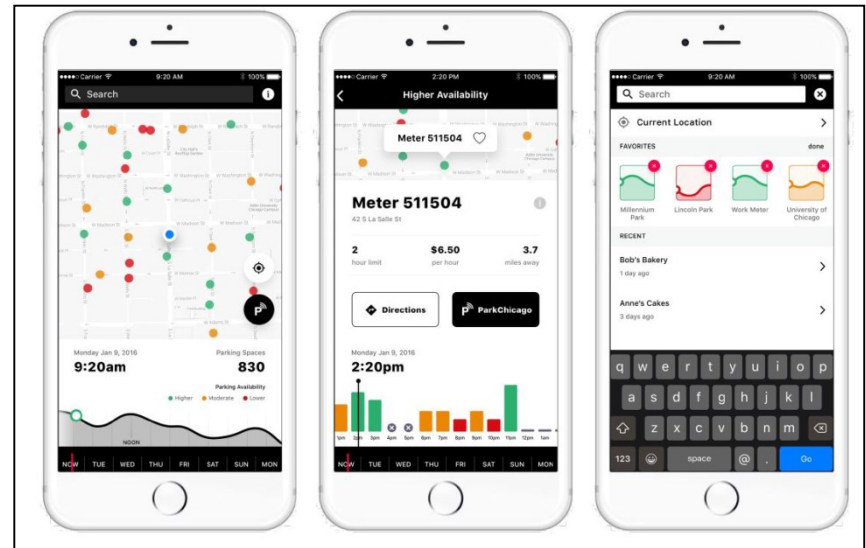 Carrier 9:20 AM 100%
Search
W Washington St
W Madison St
Monday Jan 9, 2016 Parking Spaces
9:20am 830
Parking Availability
Higher Moderate Lower
NOON
NOW TUE WED THU FRI SAT SUN MON
Carrier 2:20 PM 100%
Higher Availability
Meter 511504
Meter 511504
42 S La Salle St
2 $6.50 3.7
hour limit per hour miles away
Directions P ParkChicago
Monday Jan 9, 2016
2:20pm
1pm 2pm 3pm 4pm 5pm 6pm 7pm 8pm 9pm 10pm 11pm 12pm 1am
NOW TUE WED THU FRI SAT SUN MON
Carrier 9:20 AM 100%
Search
Current Location
FAVORITES done
Millennium Lincoln Park Work Meter University of
Park Chicago
RECENT
Bob's Bakery
1 day ago
Anne's Cakes
3 days ago
q w e r t y u i o p
a s d f g h j k l
z x c v b n m
123 space @ . Go